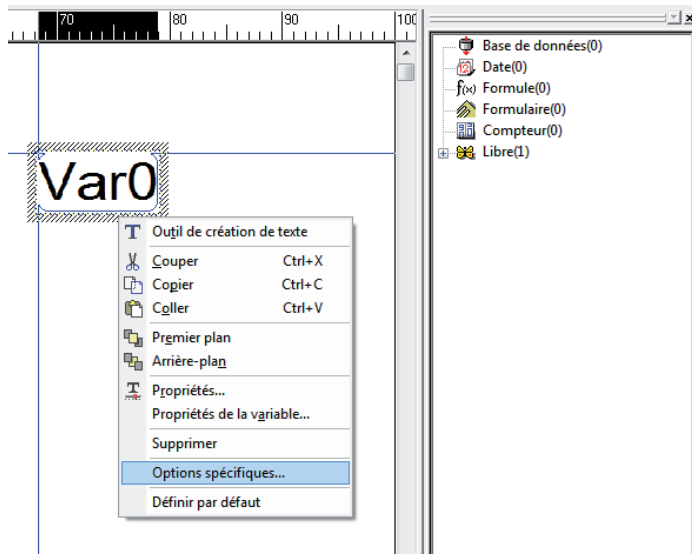 70 80 90 100
Var0
Outil de création de texte
Couper Ctrl+X
Copier Ctrl+C
Coller Ctrl+V
Premier plan
Arrière-plan
Propriétés...
Propriétés de la variable...
Supprimer
Options spécifiques...
Définir par défaut
Base de données(0)
Date(0)
f(x) Formule(0)
Formulaire(0)
Compteur(0)
Libre(1)